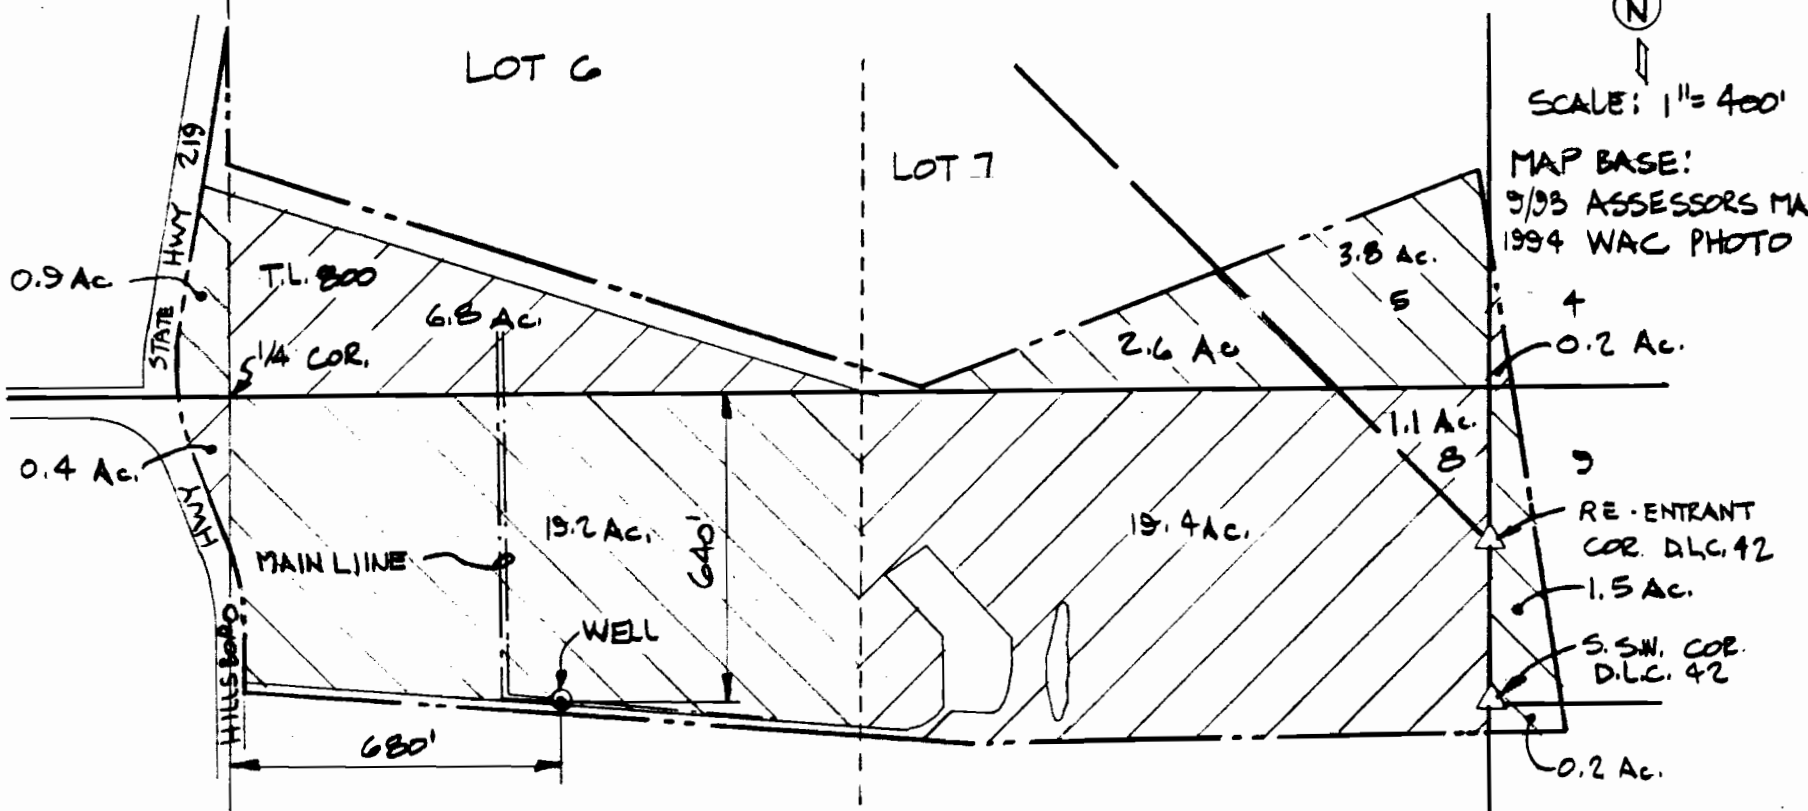 N
LOT 6
SCALE: 1"= 400'
LOT 7
MAP BASE:
9/93 ASSESSORS MA
1994 WAC PHOTO
STATE HWY 219
0.9 Ac
T.L. 800
6.8 Ac.
1/4 COR.
3.8 Ac.
5
4
2.6 Ac
0.2 Ac.
0.4 Ac.
1.1 Ac.
8
9
HWY
19.2 Ac.
640'
19.4 Ac.
RE-ENTRANT
COR. D.L.C. 42
MAIN LIINE
1.5 Ac.
WELL
HILLSBORO
S.S.W. COR.
D.L.C. 42
680'
0.2 Ac.